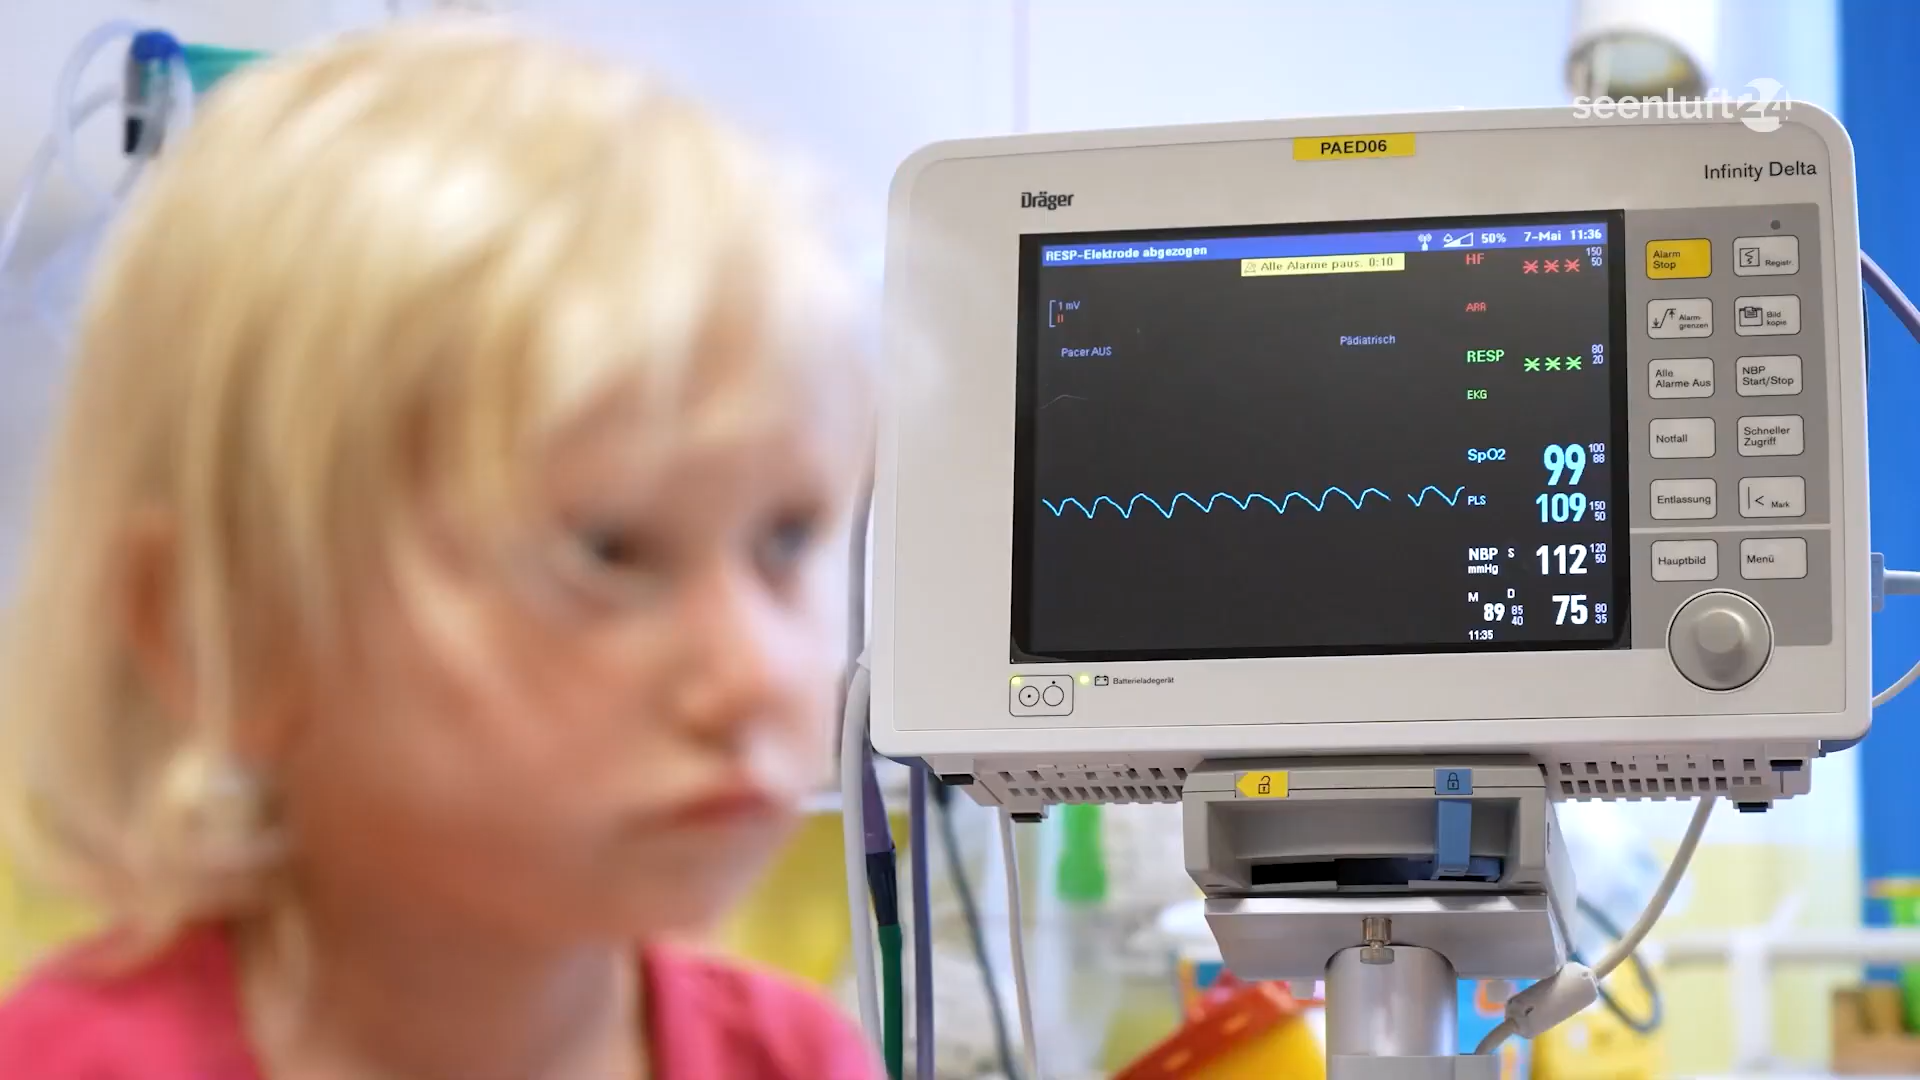 seenluft24
PAED06
Infinity Delta
Dräger
RESP-Elektrode abgezogen
50% 7-Mai 11:36
Alle Alarme paus. 0:10
HF *** 150
50
1 mV
II
ARR
Pacer AUS
Pädiatrisch
RESP *** 80
20
EKG
SpO2 99 100
88
PLS 109 150
50
NBP S 112 120
mmHg 50
M D
89 85 75 80
40 35
11:35
Alarm
Stop
Registr.
Alarm
grenzen
Bild
kopie
Alle
Alarme Aus
NBP
Start/Stop
Notfall
Schneller
Zugriff
Entlassung
Mark
Hauptbild
Menü
Batterieladegerät